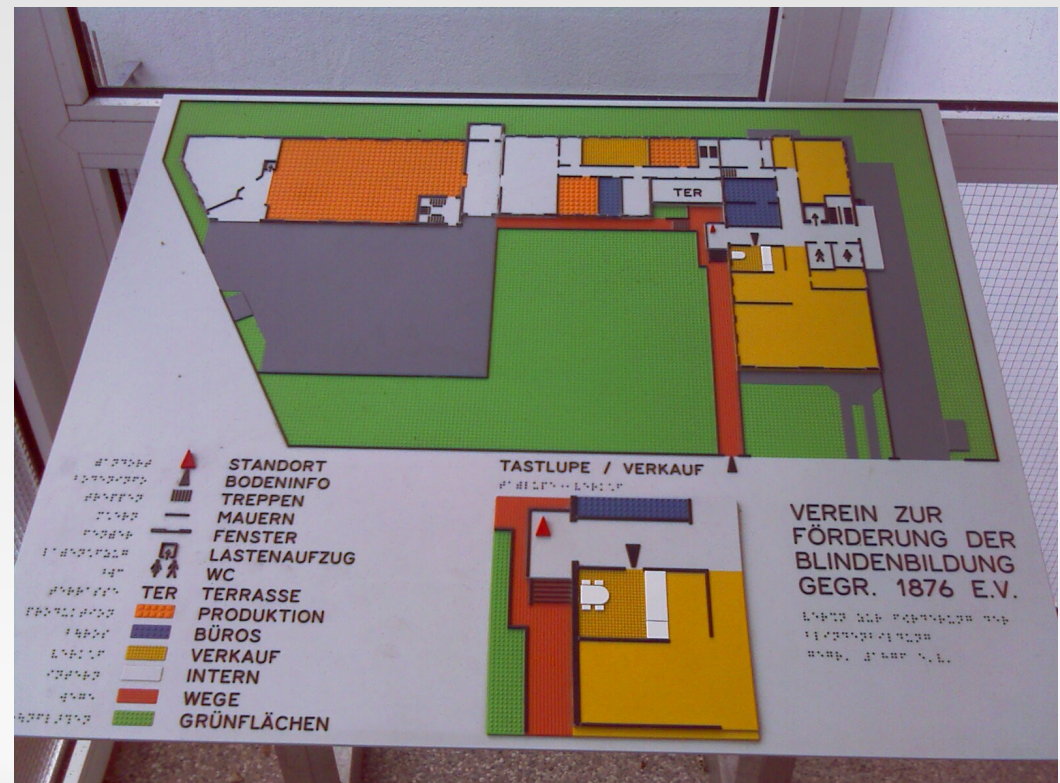 TER
STANDORT
BODENINFO
TREPPEN
MAUERN
FENSTER
LASTENAUFZUG
WC
TER TERRASSE
PRODUKTION
BÜROS
VERKAUF
INTERN
WEGE
GRÜNFLÄCHEN
TASTLUPE / VERKAUF
VEREIN ZUR
FÖRDERUNG DER
BLINDENBILDUNG
GEGR. 1876 E.V.